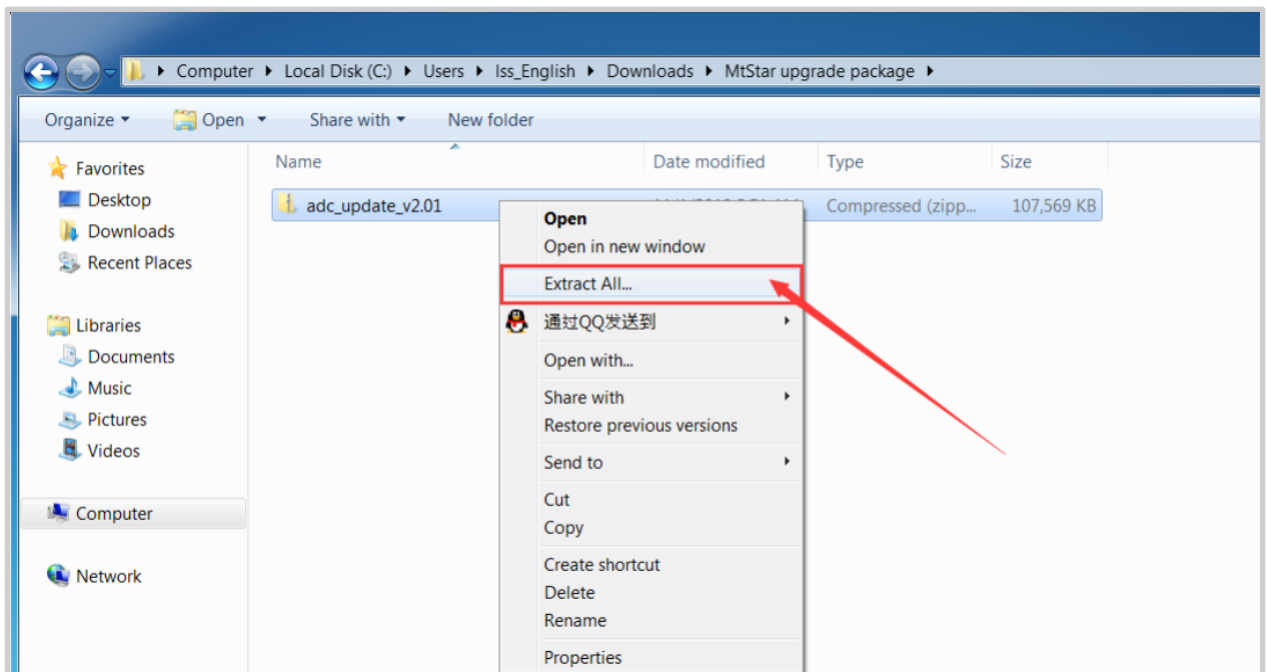 Computer Local Disk (C:) Users Iss_English Downloads MtStar upgrade package
Organize Open Share with New folder
Favorites
Desktop
Downloads
Recent Places
Libraries
Documents
Music
Pictures
Videos
Computer
Network
Name Date modified Type Size
adc_update_v2.01 Compressed (zipp... 107,569 KB
Open
Open in new window
Extract All...
通过QQ发送到
Open with...
Share with
Restore previous versions
Send to
Cut
Copy
Create shortcut
Delete
Rename
Properties